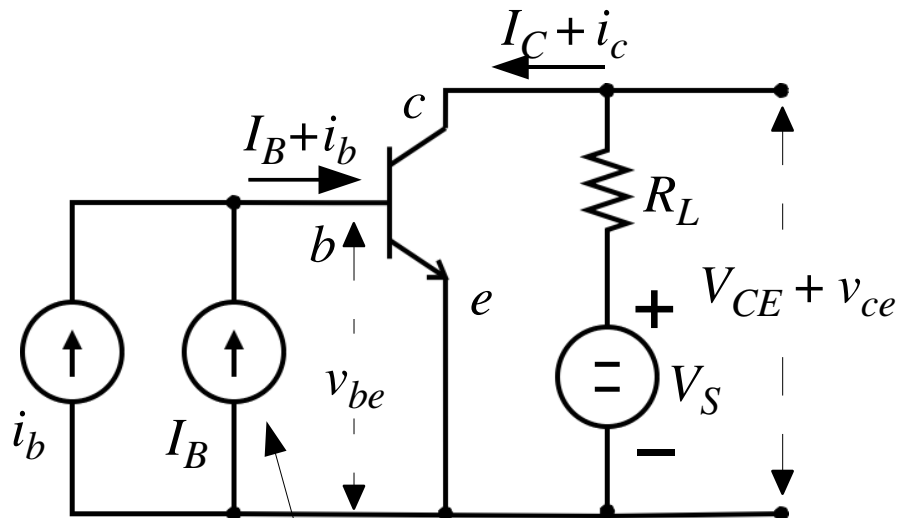 I_C + i_c
c
I_B + i_b
b
R_L
e
V_CE + v_ce
+
v_be
=
V_S
i_b
I_B
−